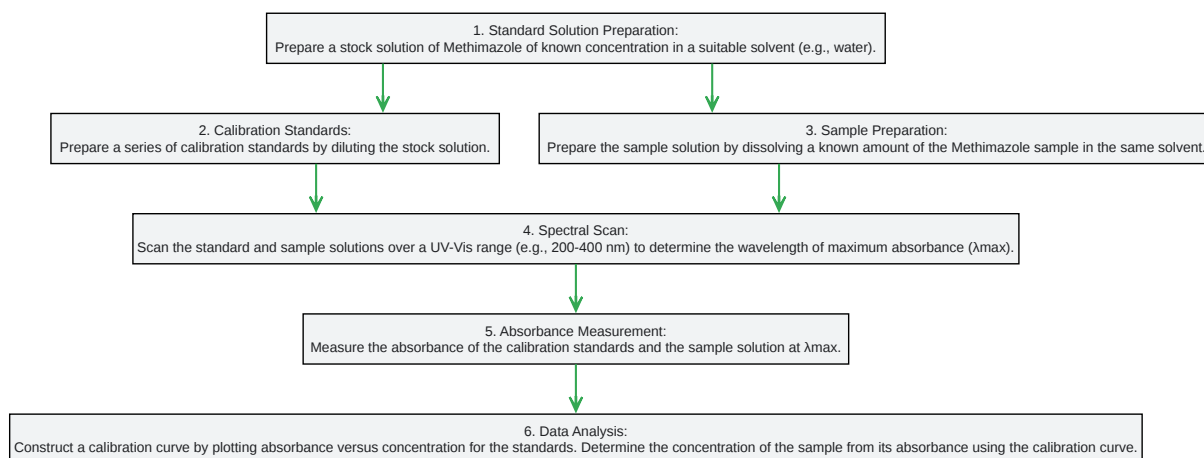 1. Standard Solution Preparation:
Prepare a stock solution of Methimazole of known concentration in a suitable solvent (e.g., water).
2. Calibration Standards:
Prepare a series of calibration standards by diluting the stock solution.
3. Sample Preparation:
Prepare the sample solution by dissolving a known amount of the Methimazole sample in the same solvent.
4. Spectral Scan:
Scan the standard and sample solutions over a UV-Vis range (e.g., 200-400 nm) to determine the wavelength of maximum absorbance (λmax).
5. Absorbance Measurement:
Measure the absorbance of the calibration standards and the sample solution at λmax.
6. Data Analysis:
Construct a calibration curve by plotting absorbance versus concentration for the standards. Determine the concentration of the sample from its absorbance using the calibration curve.